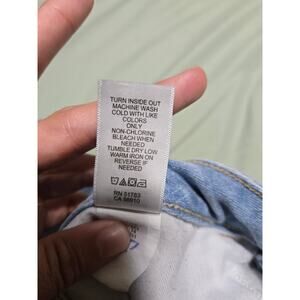 TURN INSIDE OUT
MACHINE WASH
COLD WITH LIKE
COLORS
ONLY
NON-CHLORINE
BLEACH WHEN
NEEDED
TUMBLE DRY LOW
WARM IRON ON
REVERSE IF
NEEDED
RN 51783
CA 56910